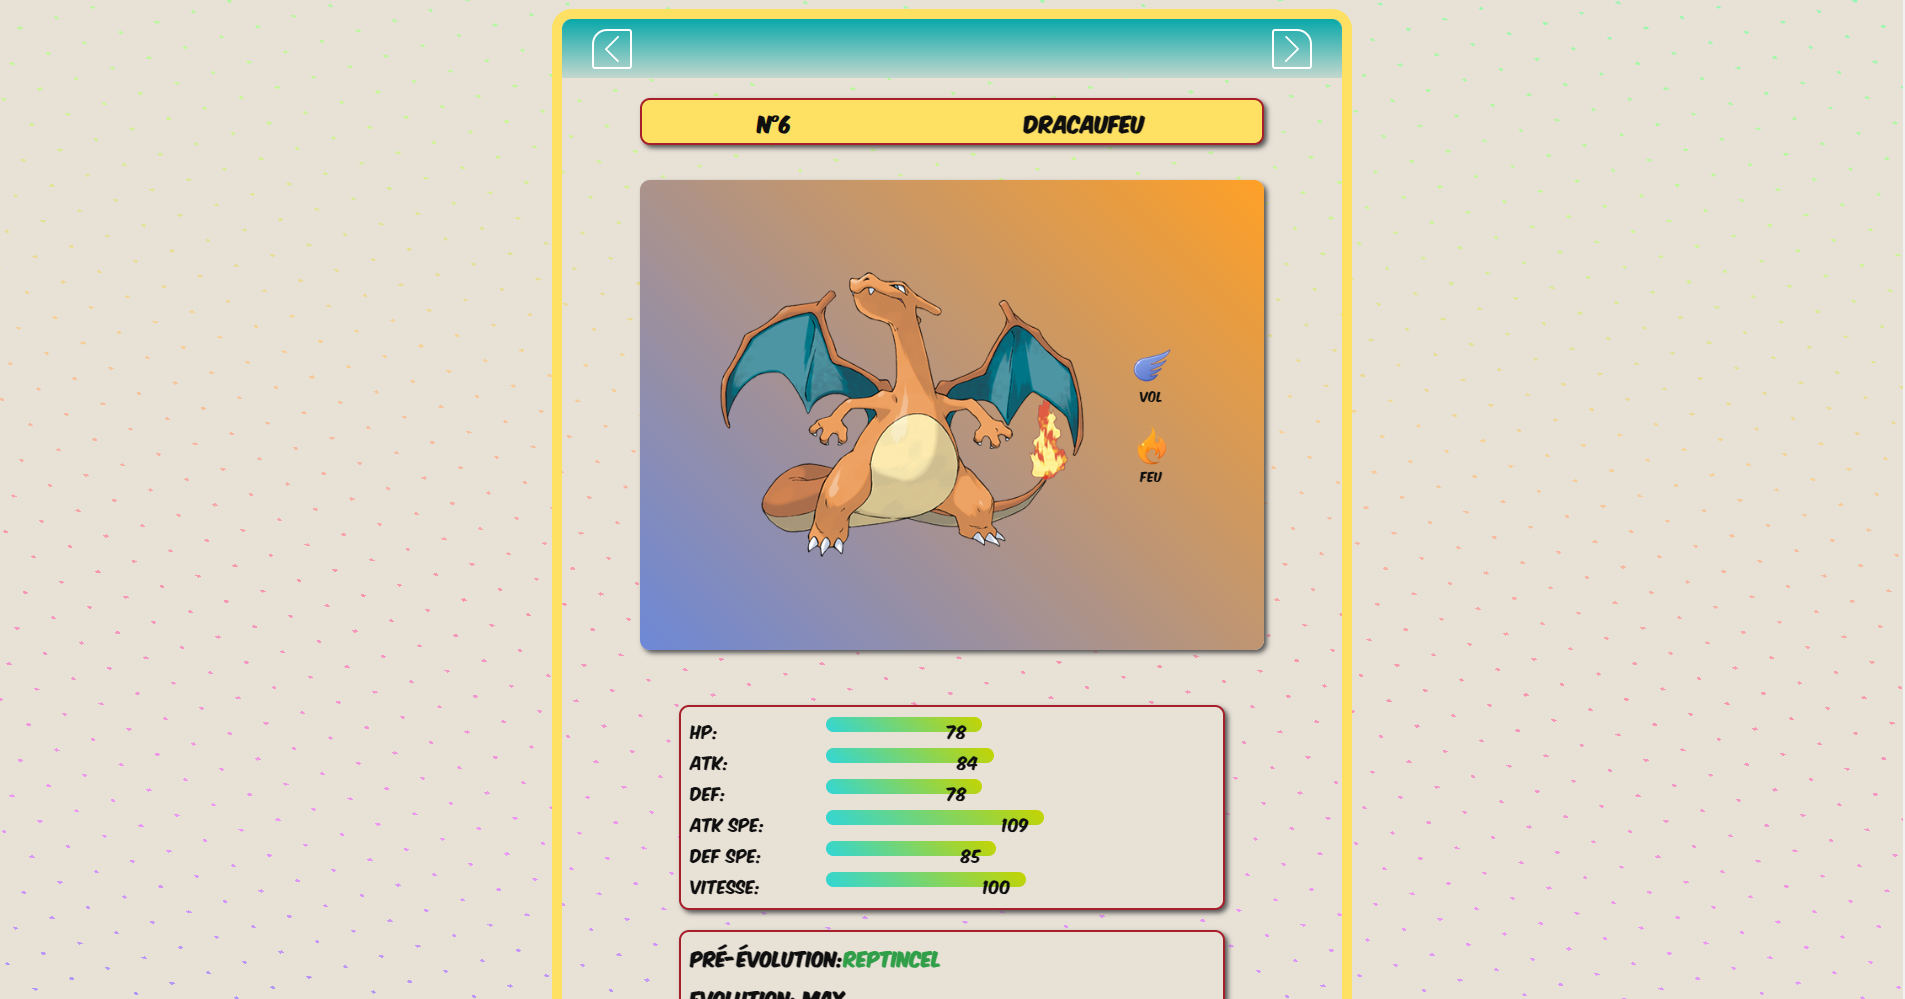 N°6 DRACAUFEU
VOL
FEU
HP: 78
ATK: 84
DEF: 78
ATK SPE: 109
DEF SPE: 85
VITESSE: 100
PRÉ-ÉVOLUTION:REPTINCEL
EVOLUTION: MAX